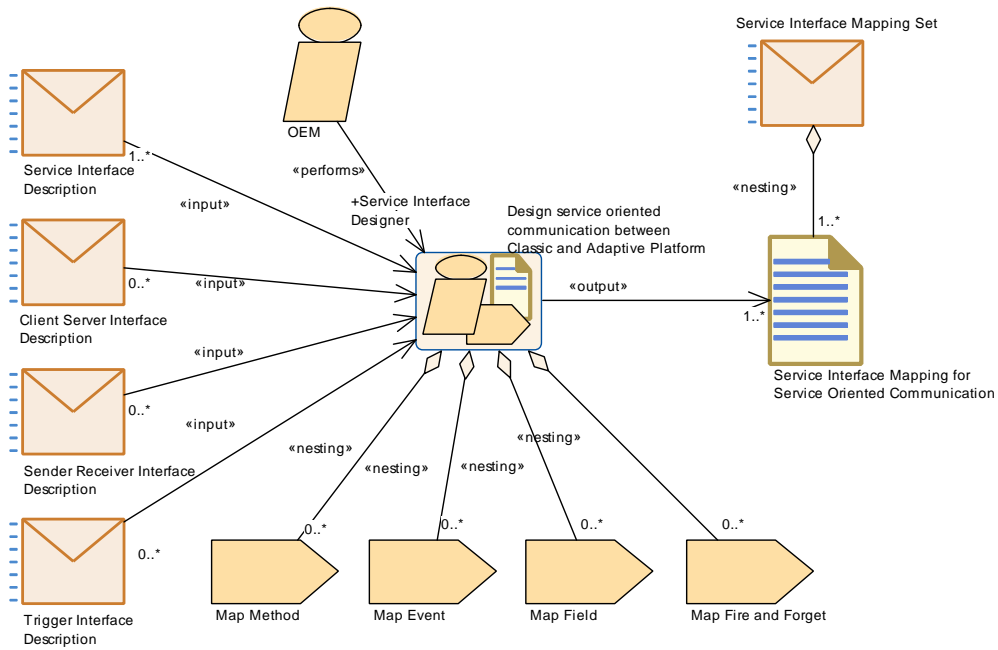 Service Interface Mapping Set
OEM
«performs»
1..*
Service Interface
Description
«input»
«nesting»
+Service Interface
Designer
Design service oriented
communication between
Classic and Adaptive Platform
1..*
0..*
«input»
«output»
1..*
Client Server Interface
Description
«input»
0..*
Service Interface Mapping for
Service Oriented Communication
«input»
Sender Receiver Interface
Description
«nesting»
«nesting»
«nesting»
«nesting»
0..*
0..*
0..*
0..*
0..*
Trigger Interface
Description
Map Method
Map Event
Map Field
Map Fire and Forget